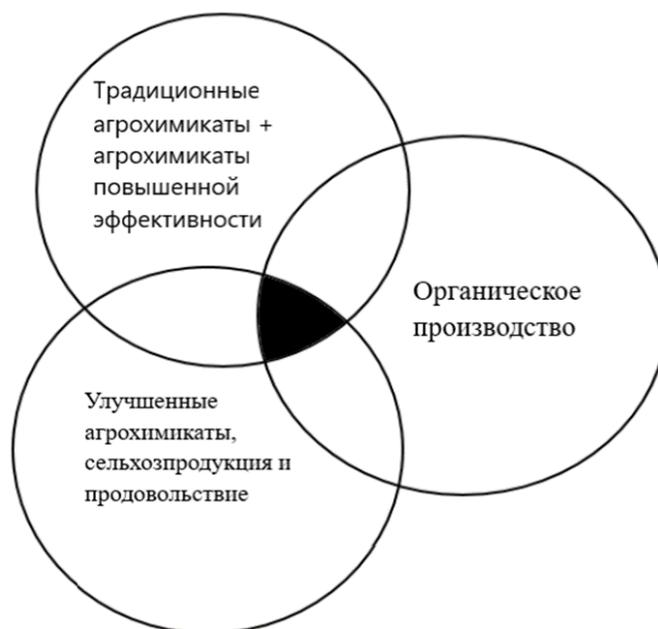 Традиционные
агрохимикаты +
агрохимикаты
повышенной
эффективности
Органическое
производство
Улучшенные
агрохимикаты,
сельхозпродукция и
продовольствие